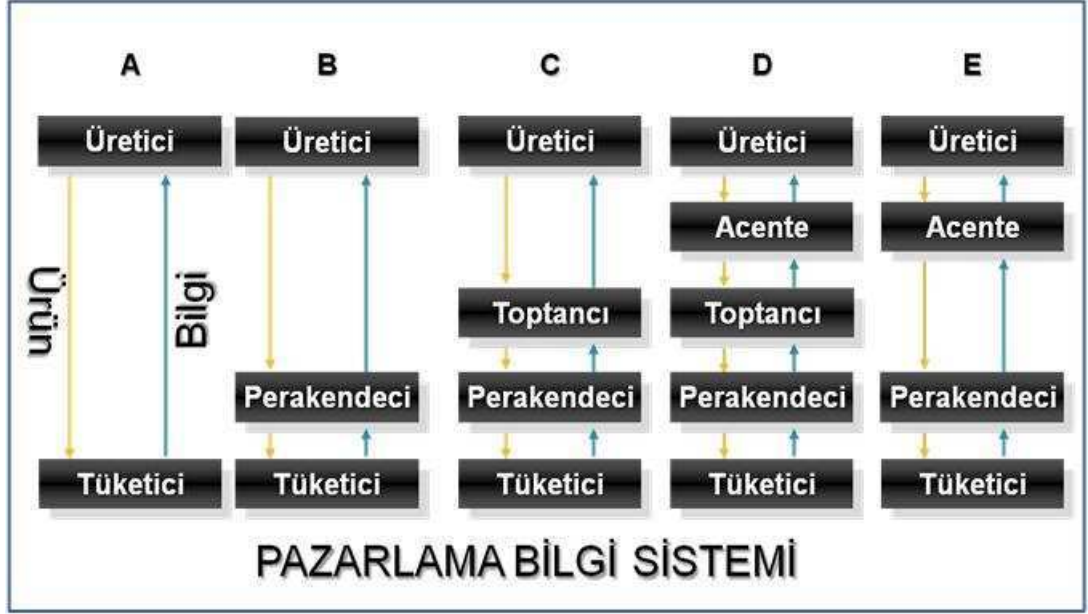 A B C D E
Üretici Üretici Üretici Üretici Üretici
Acente Acente
Ürün Bilgi
Toptancı Toptancı
Perakendeci Perakendeci Perakendeci Perakendeci
Tüketici Tüketici Tüketici Tüketici Tüketici
PAZARLAMA BİLGİ SİSTEMİ